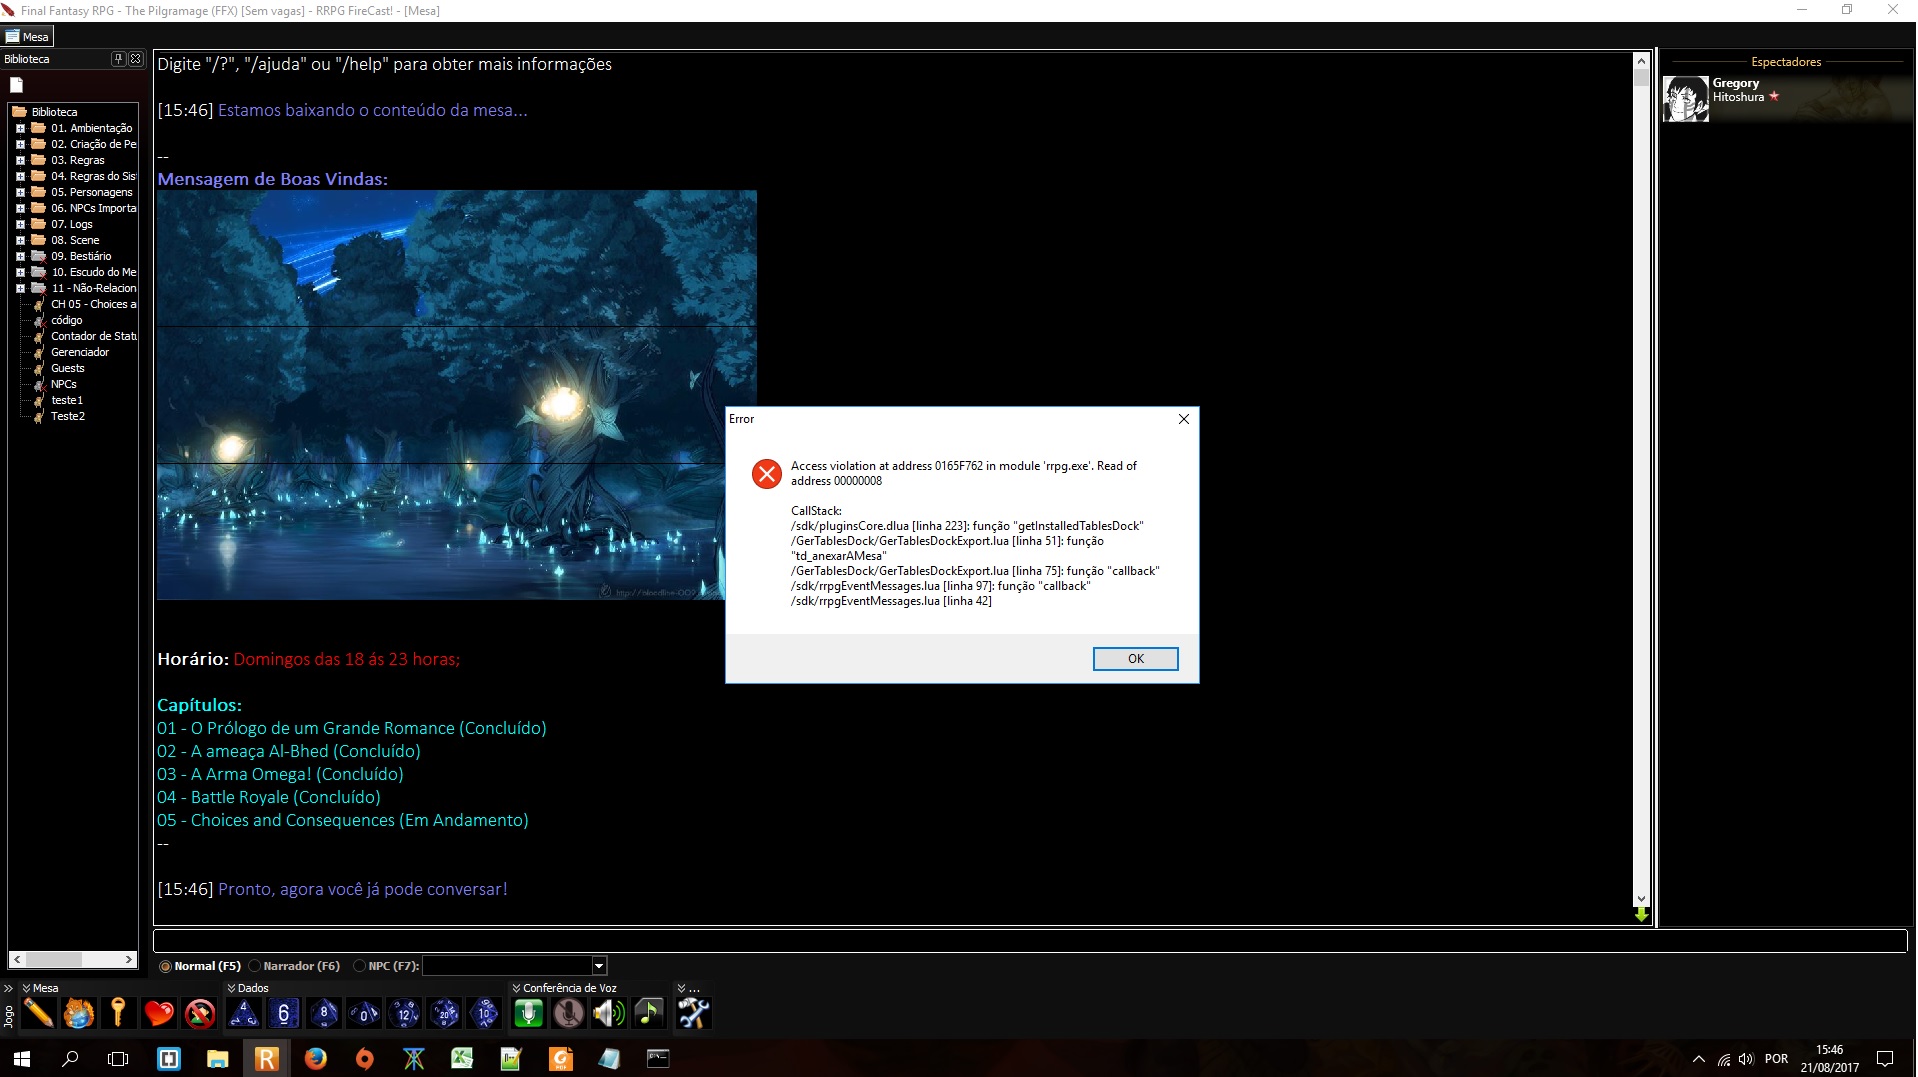 Final Fantasy RPG - The Pilgramage (FFX) [Sem vagas] - RRPG FireCast! - [Mesa]
Mesa
Biblioteca
Biblioteca
01. Ambientação
02. Criação de Pe
03. Regras
04. Regras do Sis
05. Personagens
06. NPCs Importa
07. Logs
08. Scene
09. Bestiário
10. Escudo do Me
11 - Não-Relacion
CH 05 - Choices a
código
Contador de Statu
Gerenciador
Guests
NPCs
teste1
Teste2
Digite "/?", "/ajuda" ou "/help" para obter mais informações
[15:46] Estamos baixando o conteúdo da mesa...
--
Mensagem de Boas Vindas:
Horário: Domingos das 18 ás 23 horas;
Capítulos:
01 - O Prólogo de um Grande Romance (Concluído)
02 - A ameaça Al-Bhed (Concluído)
03 - A Arma Omega! (Concluído)
04 - Battle Royale (Concluído)
05 - Choices and Consequences (Em Andamento)
--
[15:46] Pronto, agora você já pode conversar!
Error
Access violation at address 0165F762 in module 'rrpg.exe'. Read of
address 00000008
CallStack:
/sdk/pluginsCore.dlua [linha 223]: função "getInstalledTablesDock"
/GerTablesDock/GerTablesDockExport.lua [linha 51]: função
"td_anexarAMesa"
/GerTablesDock/GerTablesDockExport.lua [linha 75]: função "callback"
/sdk/rrpgEventMessages.lua [linha 97]: função "callback"
/sdk/rrpgEventMessages.lua [linha 42]
OK
Espectadores
Gregory
Hitoshura
Normal (F5) Narrador (F6) NPC (F7):
Jogo
Mesa
Dados
4 6 8 0 12 20 10
Conferência de Voz
...
POR
15:46
21/08/2017